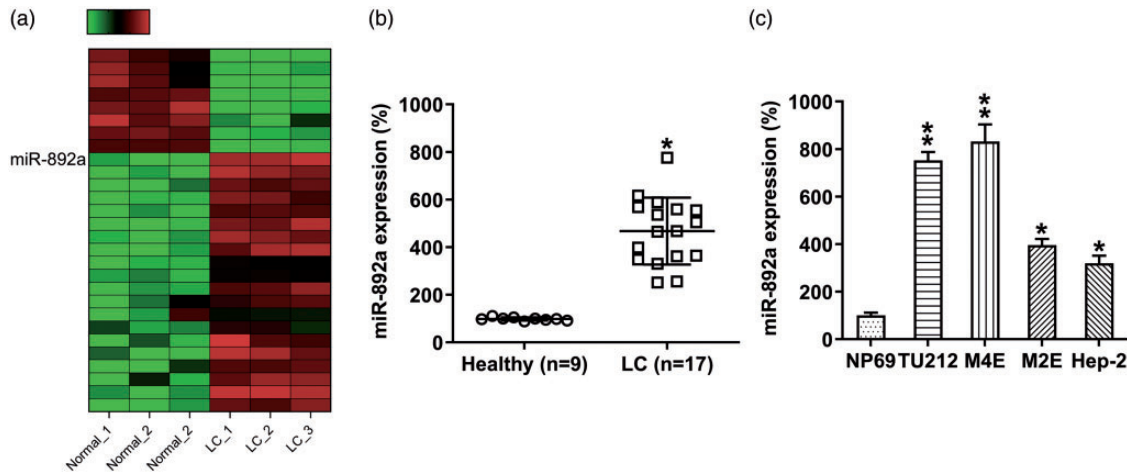 (a)
miR-892a
Normal_1
Normal_2
Normal_2
LC_1
LC_2
LC_3
(b)
miR-892a expression (%)
1000
800
600
400
200
0
*
Healthy (n=9)
LC (n=17)
(c)
miR-892a expression (%)
1000
800
600
400
200
0
**
**
*
*
NP69
TU212
M4E
M2E
Hep-2